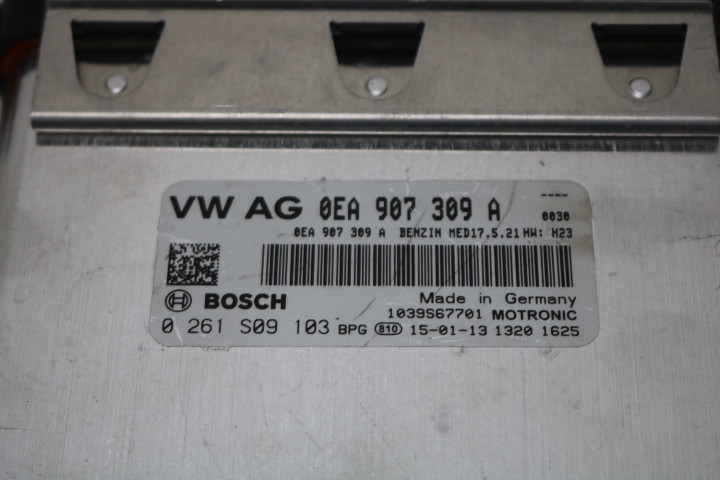 VW AG 0EA 907 309 A ----
0030
0EA 907 309 A BENZIN MED17.5.21 HW: H23
BOSCH Made in Germany
1039S67701 MOTRONIC
0 261 S09 103 BPG 810 15-01-13 1320 1625